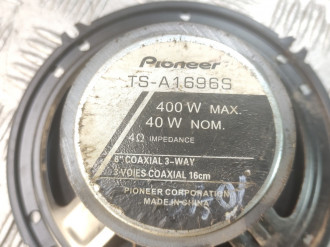 Pioneer
TS-A1696S
400 W MAX.
40 W NOM.
4Ω IMPEDANCE
6" COAXIAL 3-WAY
3-VOIES COAXIAL 16cm
PIONEER CORPORATION
MADE IN CHINA